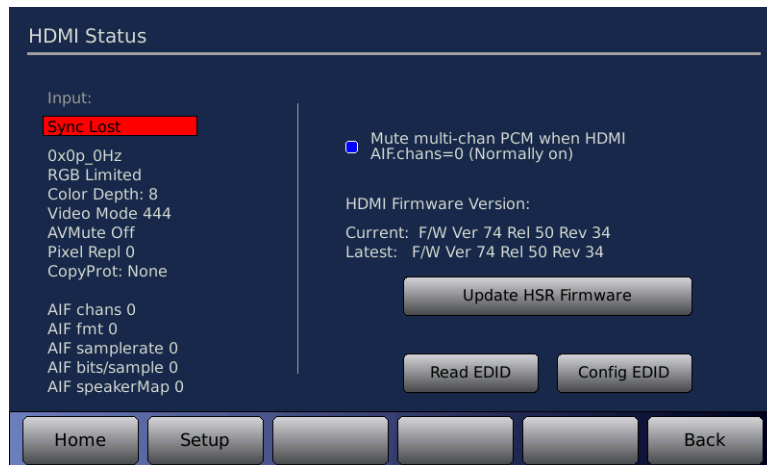 HDMI Status
Input:
Sync Lost
0x0p_0Hz
RGB Limited
Color Depth: 8
Video Mode 444
AVMute Off
Pixel Repl 0
CopyProt: None
AIF chans 0
AIF fmt 0
AIF samplerate 0
AIF bits/sample 0
AIF speakerMap 0
Mute multi-chan PCM when HDMI
AIF.chans=0 (Normally on)
HDMI Firmware Version:
Current: F/W Ver 74 Rel 50 Rev 34
Latest: F/W Ver 74 Rel 50 Rev 34
Update HSR Firmware
Read EDID Config EDID
Home Setup Back